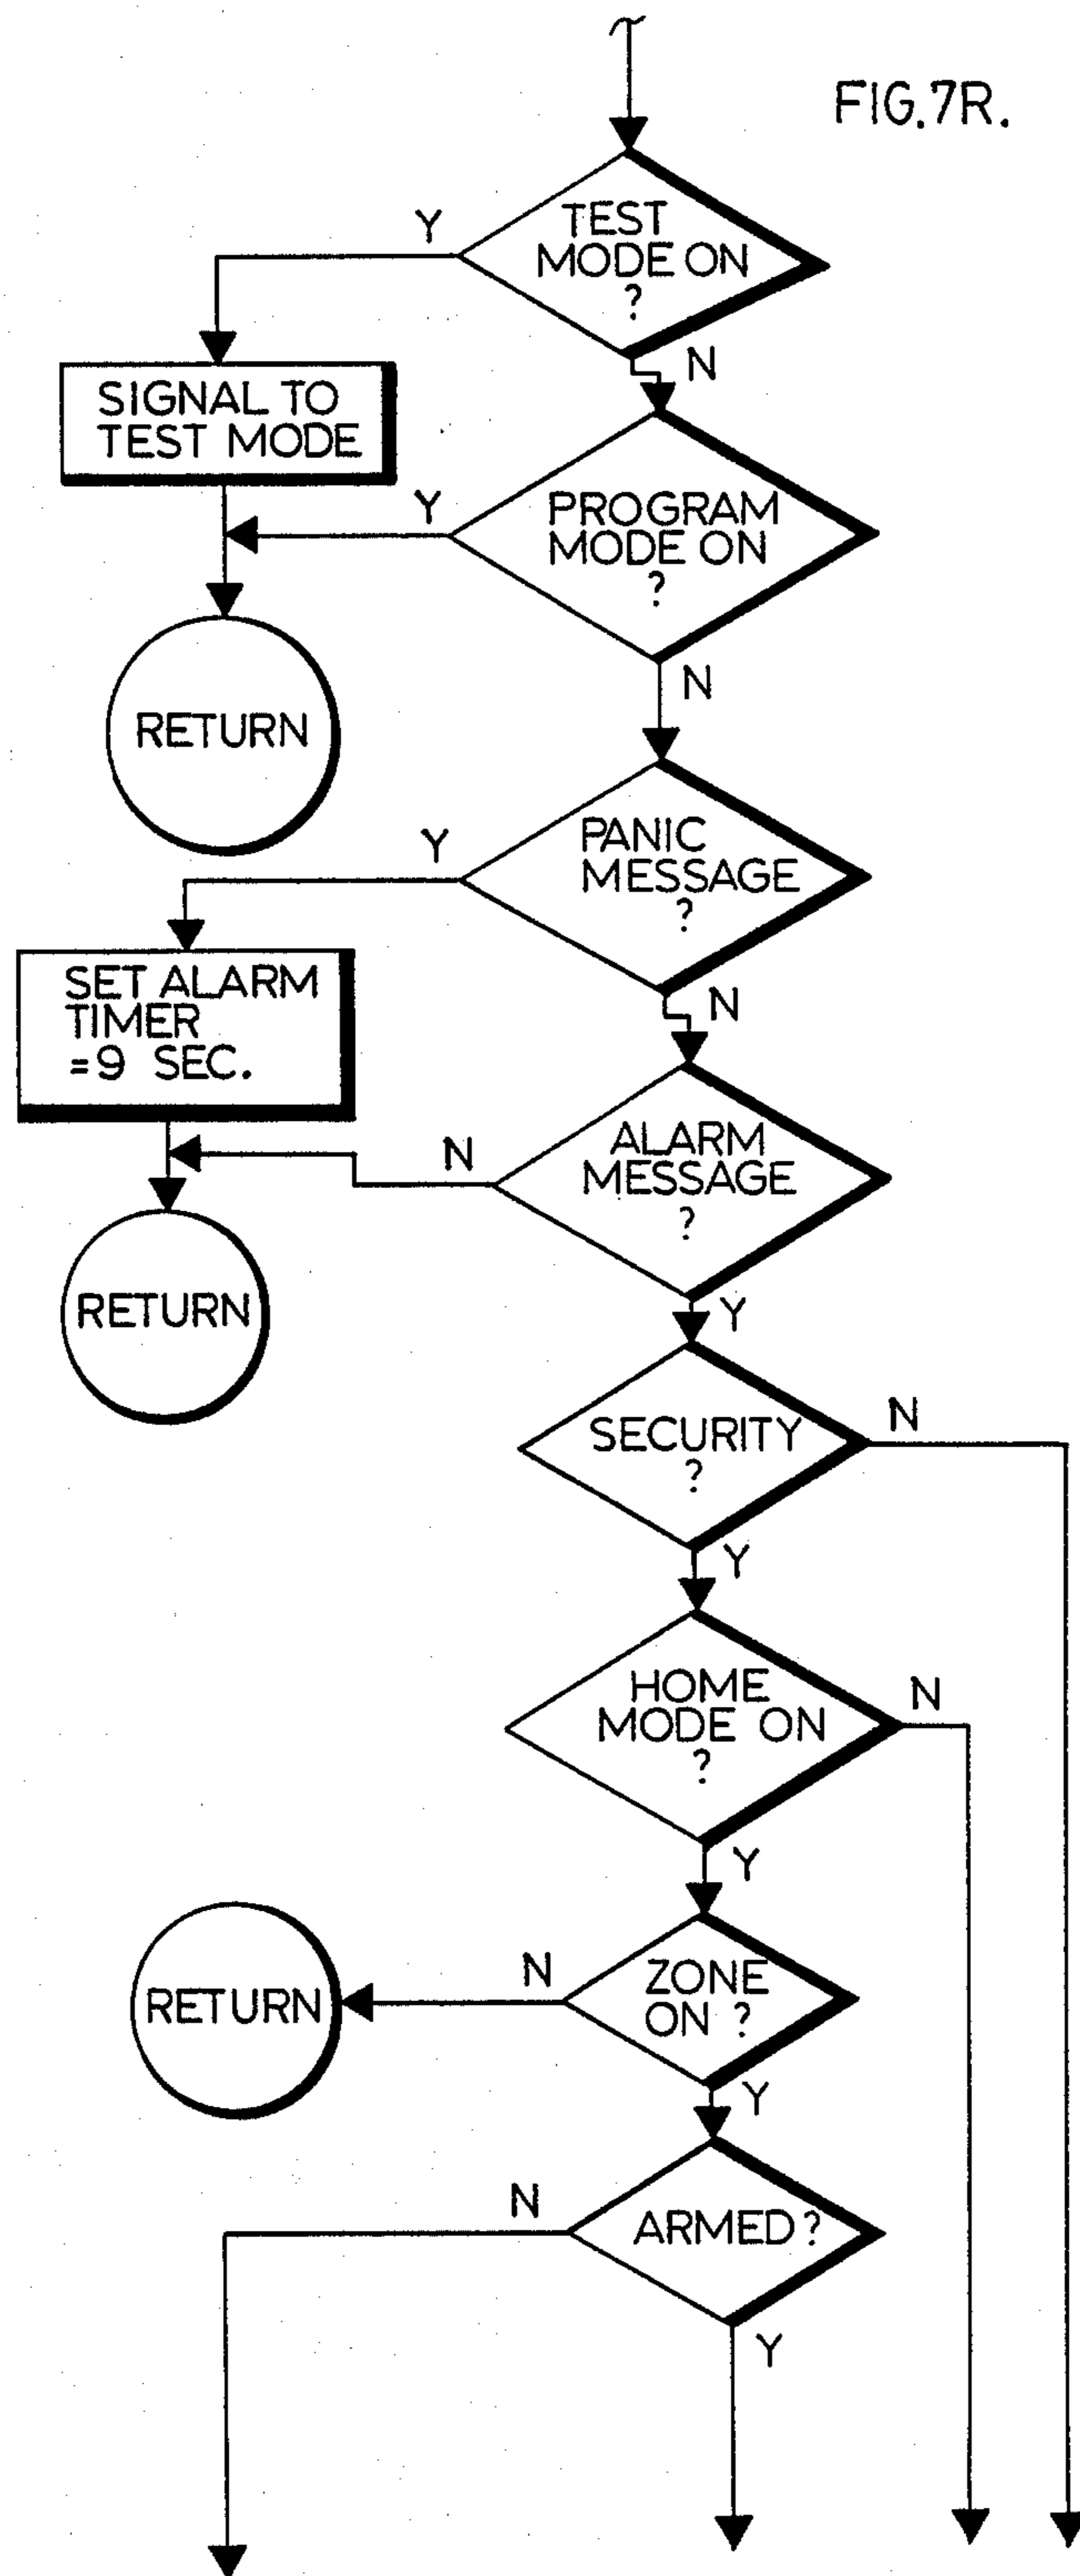 FIG.7R.
TEST
MODE ON
?
Y
N
SIGNAL TO
TEST MODE
PROGRAM
MODE ON
?
Y
N
RETURN
PANIC
MESSAGE
?
Y
N
SET ALARM
TIMER
=9 SEC.
ALARM
MESSAGE
?
N
Y
RETURN
SECURITY
?
N
Y
HOME
MODE ON
?
N
Y
ZONE
ON ?
N
Y
RETURN
ARMED?
N
Y